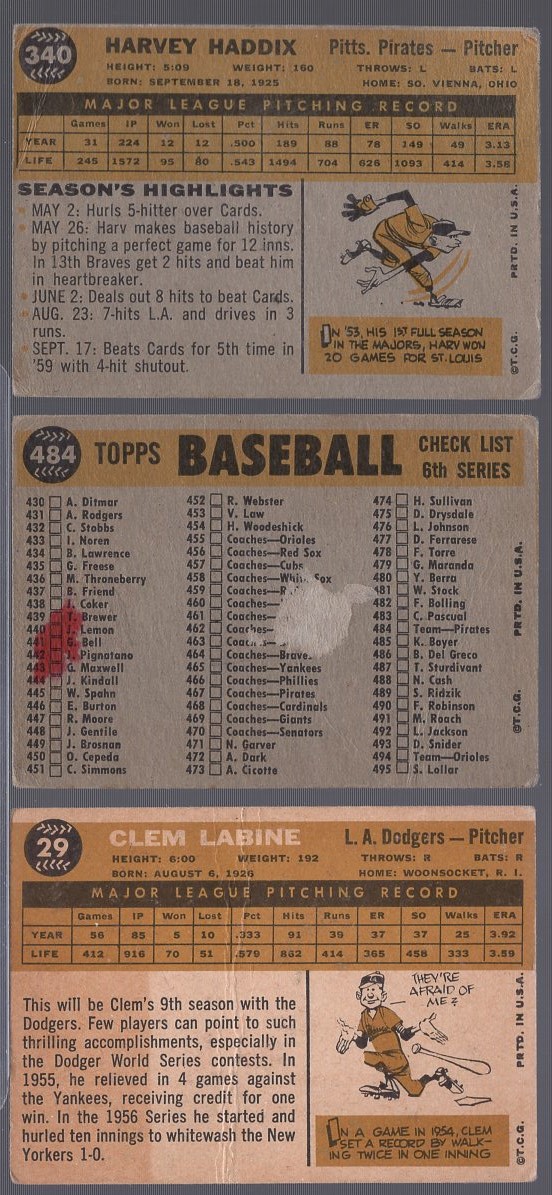 340 HARVEY HADDIX Pitts. Pirates — Pitcher
HEIGHT: 5:09 WEIGHT: 160 THROWS: L BATS: L
BORN: SEPTEMBER 18, 1925 HOME: SO. VIENNA, OHIO
MAJOR LEAGUE PITCHING RECORD
Games IP Won Lost Pct Hits Runs ER SO Walks ERA
YEAR 31 224 12 12 .500 189 88 78 149 49 3.13
LIFE 245 1572 95 80 .543 1494 704 626 1093 414 3.58
SEASON'S HIGHLIGHTS
MAY 2: Hurls 5-hitter over Cards.
MAY 26: Harv makes baseball history
by pitching a perfect game for 12 inns.
In 13th Braves get 2 hits and beat him
in heartbreaker.
JUNE 2: Deals out 8 hits to beat Cards.
AUG. 23: 7-hits L.A. and drives in 3
runs.
SEPT. 17: Beats Cards for 5th time in
'59 with 4-hit shutout.
IN '53, HIS 1ST FULL SEASON
IN THE MAJORS, HARV WON
20 GAMES FOR ST. LOUIS
©T.C.G. PRTD. IN U.S.A.
484 TOPPS BASEBALL CHECK LIST
6th SERIES
430 A. Ditmar
431 A. Rodgers
432 C. Stobbs
433 I. Noren
434 B. Lawrence
435 G. Freese
436 M. Throneberry
437 B. Friend
438 J. Coker
439 T. Brewer
440 J. Lemon
441 G. Bell
442 J. Pignatano
443 C. Maxwell
444 J. Kindall
445 W. Spahn
446 E. Burton
447 R. Moore
448 J. Gentile
449 J. Brosnan
450 O. Cepeda
451 C. Simmons
452 R. Webster
453 V. Law
454 H. Woodeshick
455 Coaches—Orioles
456 Coaches—Red Sox
457 Coaches—Cubs
458 Coaches—White Sox
459 Coaches—
460 Coaches—
461 Coaches—
462 Coaches—
463 Coaches
464 Coaches—Braves
465 Coaches—Yankees
466 Coaches—Phillies
467 Coaches—Pirates
468 Coaches—Cardinals
469 Coaches—Giants
470 Coaches—Senators
471 N. Garver
472 A. Dark
473 A. Cicotte
474 H. Sullivan
475 D. Drysdale
476 L. Johnson
477 D. Ferrarese
478 F. Torre
479 G. Maranda
480 Y. Berra
481 W. Stock
482 F. Bolling
483 C. Pascual
484 Team—Pirates
485 K. Boyer
486 B. Del Greco
487 T. Sturdivant
488 N. Cash
489 S. Ridzik
490 F. Robinson
491 M. Roach
492 L. Jackson
493 D. Snider
494 Team—Orioles
495 S. Lollar
©T.C.G. PRTD. IN U.S.A.
29 CLEM LABINE L.A. Dodgers — Pitcher
HEIGHT: 6:00 WEIGHT: 192 THROWS: R BATS: R
BORN: AUGUST 6, 1926 HOME: WOONSOCKET, R. I.
MAJOR LEAGUE PITCHING RECORD
Games IP Won Lost Pct Hits Runs ER SO Walks ERA
YEAR 56 85 5 10 .333 91 39 37 37 25 3.92
LIFE 412 916 70 51 .579 862 414 365 458 333 3.59
This will be Clem's 9th season with the
Dodgers. Few players can point to such
thrilling accomplishments, especially in
the Dodger World Series contests. In
1955, he relieved in 4 games against
the Yankees, receiving credit for one
win. In the 1956 Series he started and
hurled ten innings to whitewash the New
Yorkers 1-0.
THEY'RE
AFRAID OF
ME?
IN A GAME IN 1954, CLEM
SET A RECORD BY WALK-
ING TWICE IN ONE INNING
©T.C.G. PRTD. IN U.S.A.